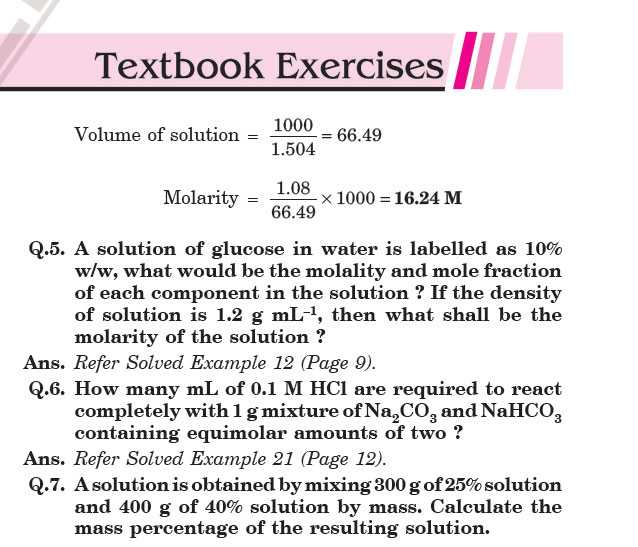 Textbook Exercises
Volume of solution = 1000/1.504 = 66.49
Molarity = 1.08/66.49 × 1000 = 16.24 M
Q.5. A solution of glucose in water is labelled as 10%
w/w, what would be the molality and mole fraction
of each component in the solution ? If the density
of solution is 1.2 g mL⁻¹, then what shall be the
molarity of the solution ?
Ans. Refer Solved Example 12 (Page 9).
Q.6. How many mL of 0.1 M HCl are required to react
completely with 1 g mixture of Na₂CO₃ and NaHCO₃
containing equimolar amounts of two ?
Ans. Refer Solved Example 21 (Page 12).
Q.7. A solution is obtained by mixing 300 g of 25% solution
and 400 g of 40% solution by mass. Calculate the
mass percentage of the resulting solution.